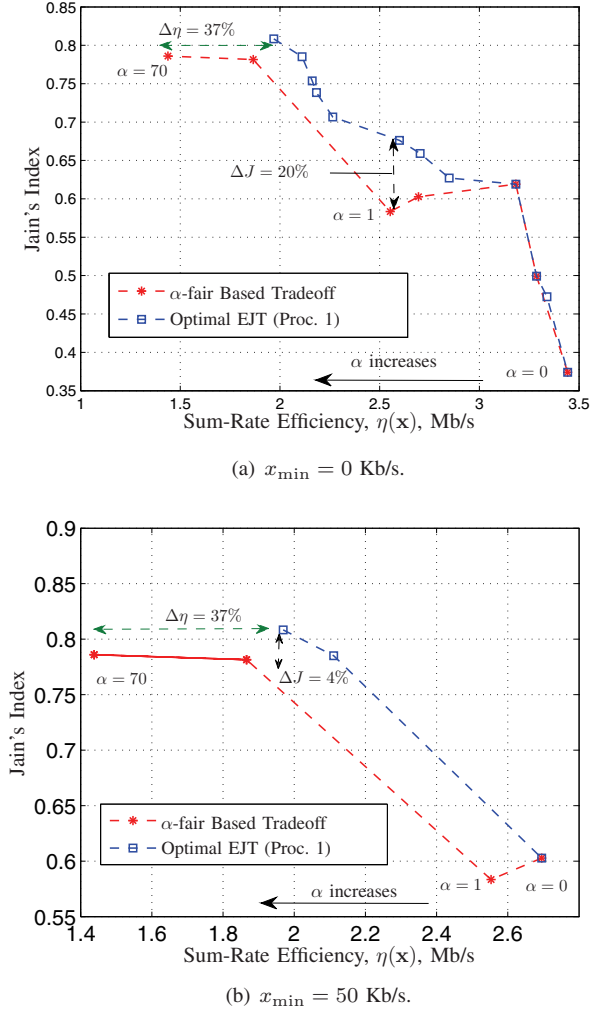 0.85
0.8
0.75
0.7
0.65
0.6
0.55
0.5
0.45
0.4
0.35
Jain's Index
Δη = 37%
α = 70
ΔJ = 20%
α = 1
α-fair Based Tradeoff
Optimal EJT (Proc. 1)
α increases
α = 0
1 1.5 2 2.5 3 3.5
Sum-Rate Efficiency, η(x), Mb/s
(a) x_min = 0 Kb/s.
0.9
0.85
0.8
0.75
0.7
0.65
0.6
0.55
Jain's Index
Δη = 37%
α = 70
ΔJ = 4%
α-fair Based Tradeoff
Optimal EJT (Proc. 1)
α increases
α = 1
α = 0
1.4 1.6 1.8 2 2.2 2.4 2.6
Sum-Rate Efficiency, η(x), Mb/s
(b) x_min = 50 Kb/s.